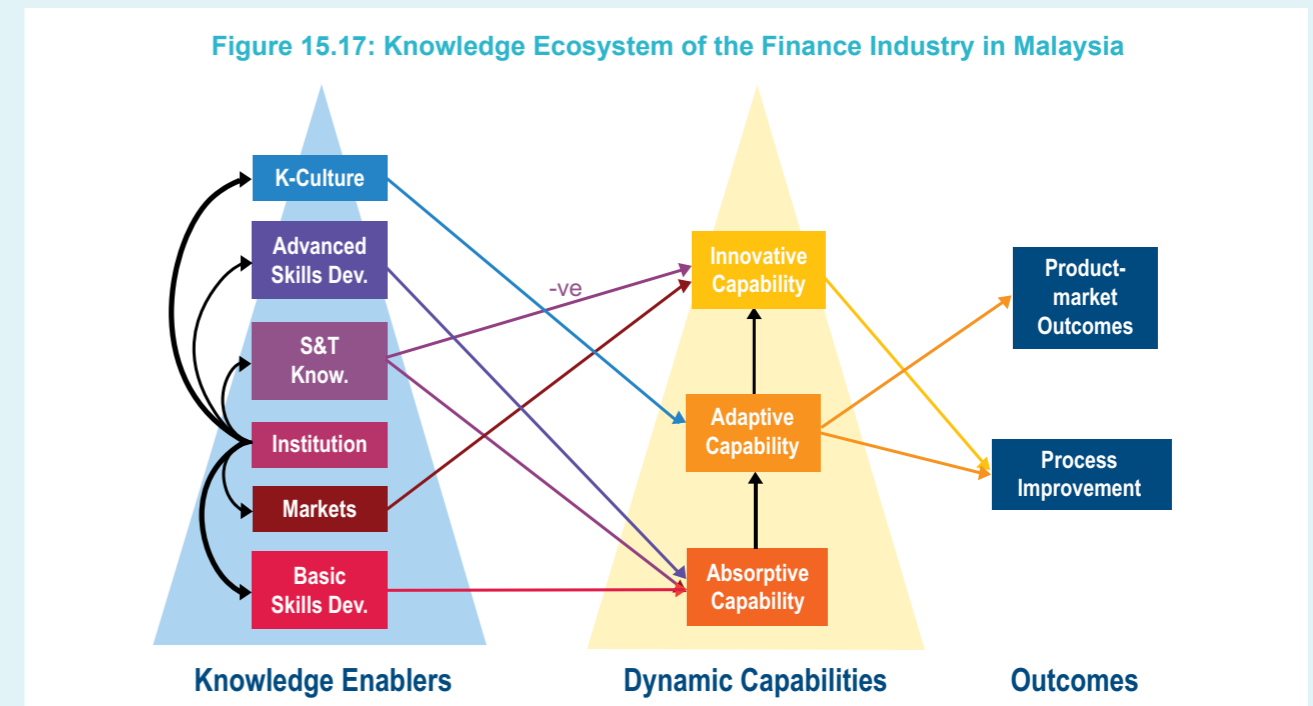 Figure 15.17: Knowledge Ecosystem of the Finance Industry in Malaysia
K-Culture
Advanced
Skills Dev.
S&T
Know.
Institution
Markets
Basic
Skills Dev.
-ve
Innovative
Capability
Adaptive
Capability
Absorptive
Capability
Product-
market
Outcomes
Process
Improvement
Knowledge Enablers
Dynamic Capabilities
Outcomes